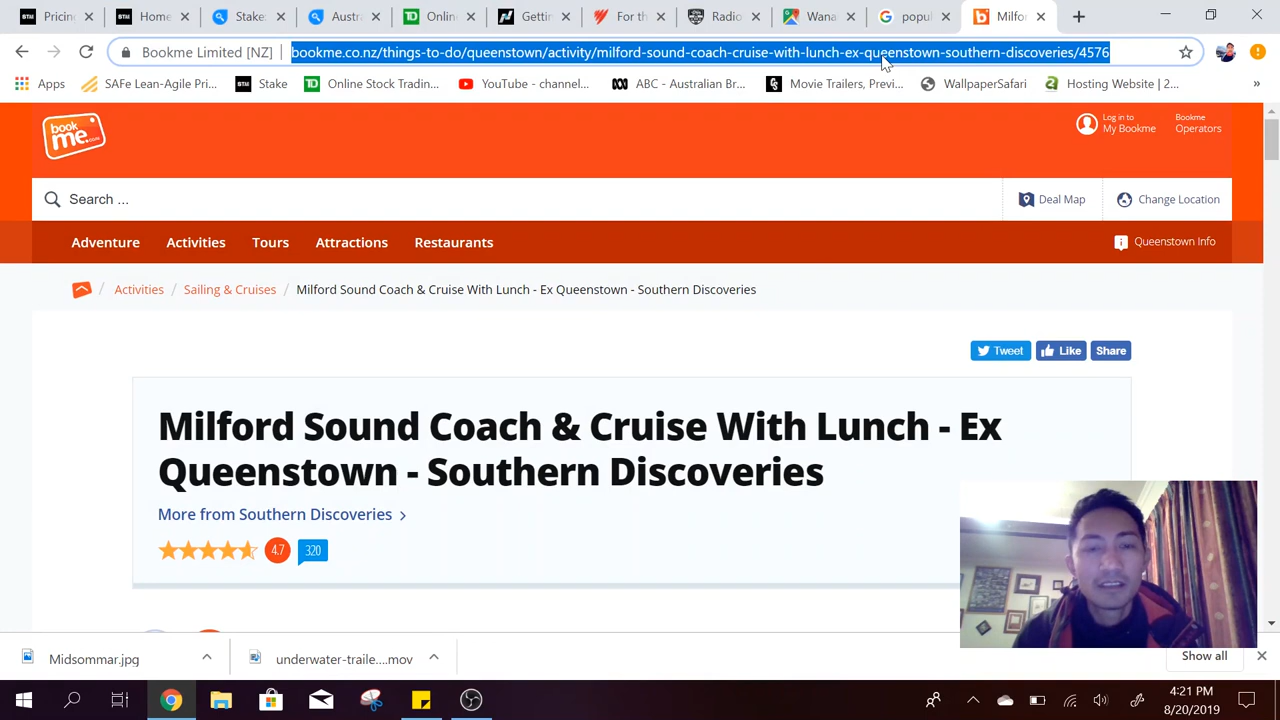 Pricin
Home
Stake
Austra
Onlin
Gettin
For th
Radio
Wana
popul
Milfor
Bookme Limited [NZ]
bookme.co.nz/things-to-do/queenstown/activity/milford-sound-coach-cruise-with-lunch-ex-queenstown-southern-discoveries/4576
Apps
SAFe Lean-Agile Pri...
Stake
Online Stock Tradin...
YouTube - channel...
ABC - Australian Br...
Movie Trailers, Previ...
WallpaperSafari
Hosting Website | 2...
book
me
Log in to
My Bookme
Bookme
Operators
Search ...
Deal Map
Change Location
Adventure
Activities
Tours
Attractions
Restaurants
Queenstown Info
Activities / Sailing & Cruises / Milford Sound Coach & Cruise With Lunch - Ex Queenstown - Southern Discoveries
Tweet
Like
Share
Milford Sound Coach & Cruise With Lunch - Ex
Queenstown - Southern Discoveries
More from Southern Discoveries
4.7
320
Midsommar.jpg
underwater-traile....mov
Show all
4:21 PM
8/20/2019